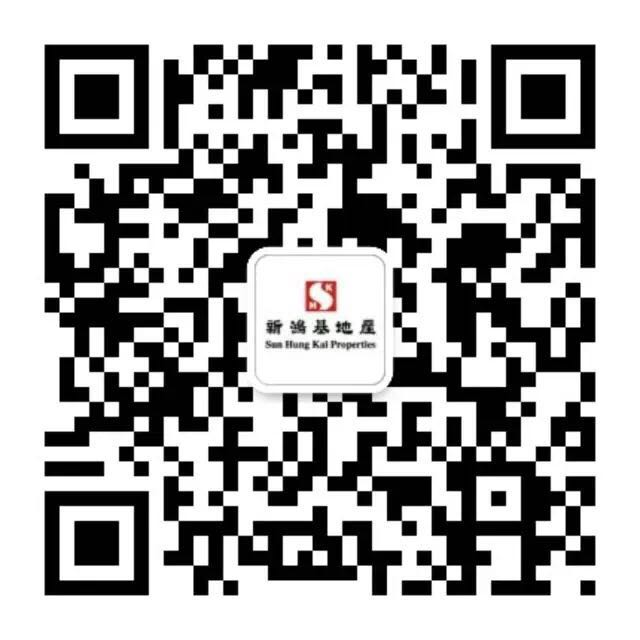 SHK
新鴻基地產
Sun Hung Kai Properties